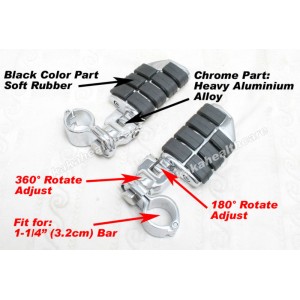 Black Color Part
Soft Rubber
Chrome Part:
Heavy Aluminium
Alloy
360° Rotate
Adjust
180° Rotate
Adjust
Fit for:
1-1/4" (3.2cm) Bar